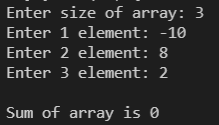 Enter size of array: 3
Enter 1 element: -10
Enter 2 element: 8
Enter 3 element: 2
Sum of array is 0